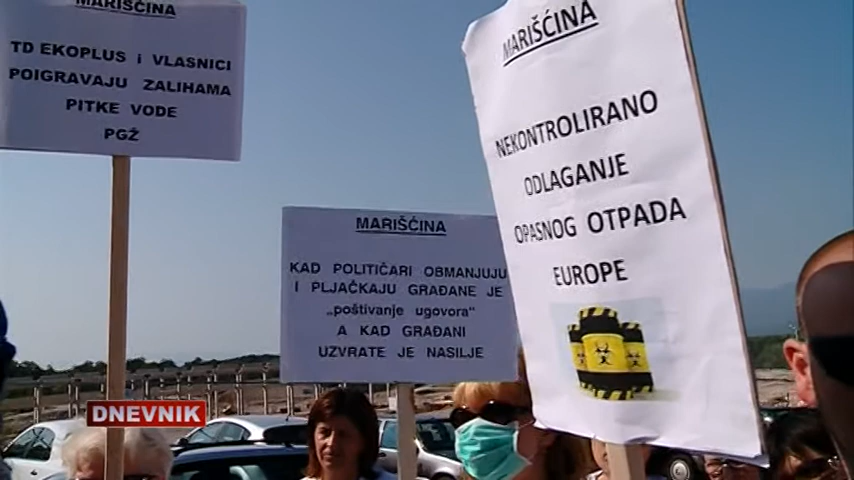 MARIŠĆINA
TD EKOPLUS i VLASNICI
POIGRAVAJU ZALIHAMA
PITKE VODE
PGŽ
MARIŠĆINA
KAD POLITIČARI OBMANJUJU
I PLJAČKAJU GRAĐANE JE
„poštivanje ugovora“
A KAD GRAĐANI
UZVRATE JE NASILJE
MARIŠĆINA
NEKONTROLIRANO
ODLAGANJE
OPASNOG OTPADA
EUROPE
DNEVNIK